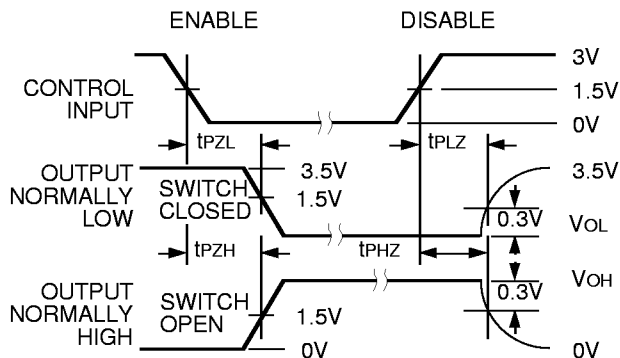 ENABLE
DISABLE
CONTROL
INPUT
3V
1.5V
0V
tPZL
tPLZ
OUTPUT
NORMALLY
LOW
SWITCH
CLOSED
3.5V
1.5V
3.5V
0.3V
VOL
tPZH
tPHZ
OUTPUT
NORMALLY
HIGH
SWITCH
OPEN
1.5V
0V
VOH
0.3V
0V